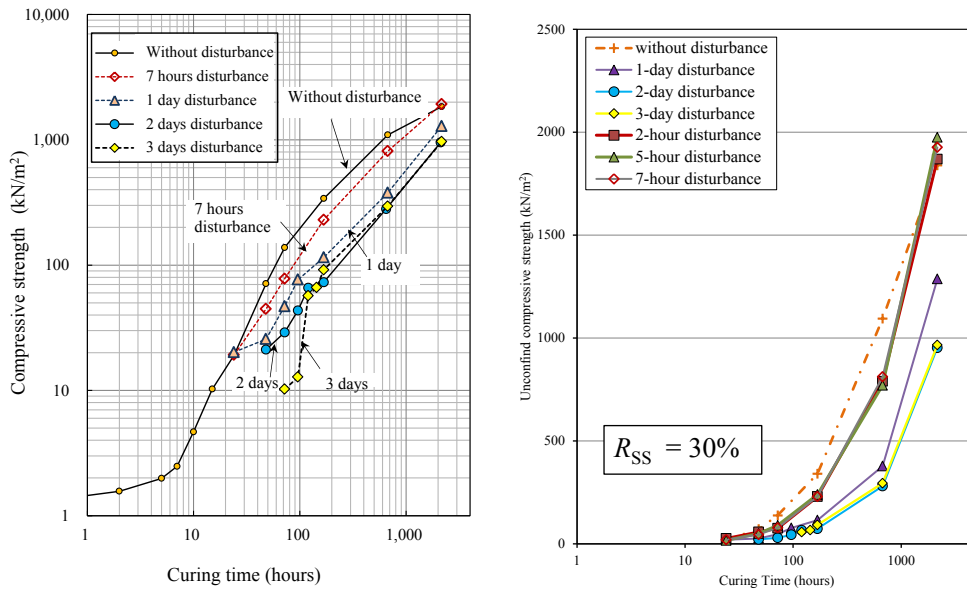 10,000
1,000
100
10
1
Compressive strength (kN/m²)
Without disturbance
7 hours disturbance
1 day disturbance
2 days disturbance
3 days disturbance
Without disturbance
7 hours
disturbance
1 day
2 days
3 days
1
10
100
1,000
Curing time (hours)
2500
2000
1500
1000
500
0
Unconfind compressive strength (kN/m²)
without disturbance
1-day disturbance
2-day disturbance
3-day disturbance
2-hour disturbance
5-hour disturbance
7-hour disturbance
R_SS = 30%
1
10
100
1000
Curing Time (hours)